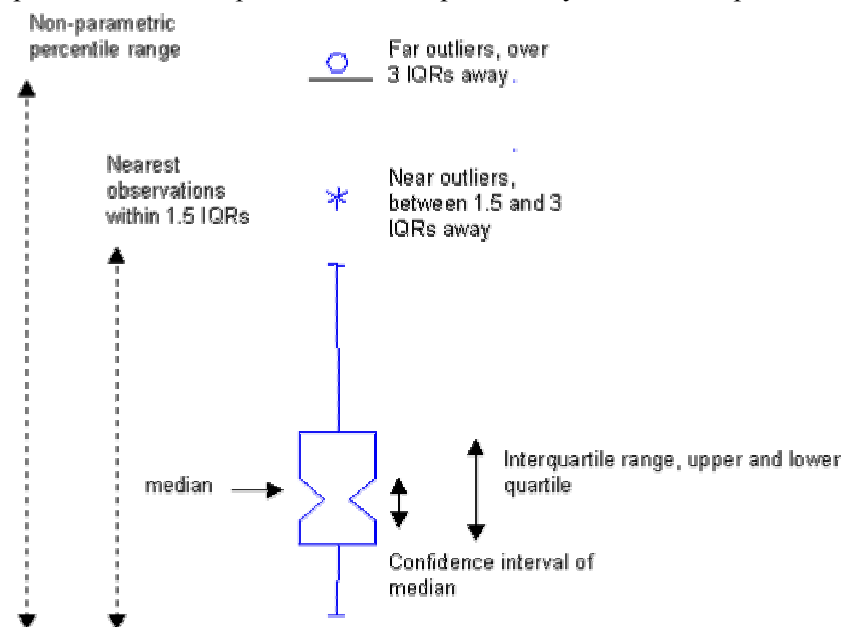 Non-parametric
percentile range
Far outliers, over
3 IQRs away
Nearest
observations
within 1.5 IQRs
Near outliers,
between 1.5 and 3
IQRs away
median
Interquartile range, upper and lower
quartile
Confidence interval of
median